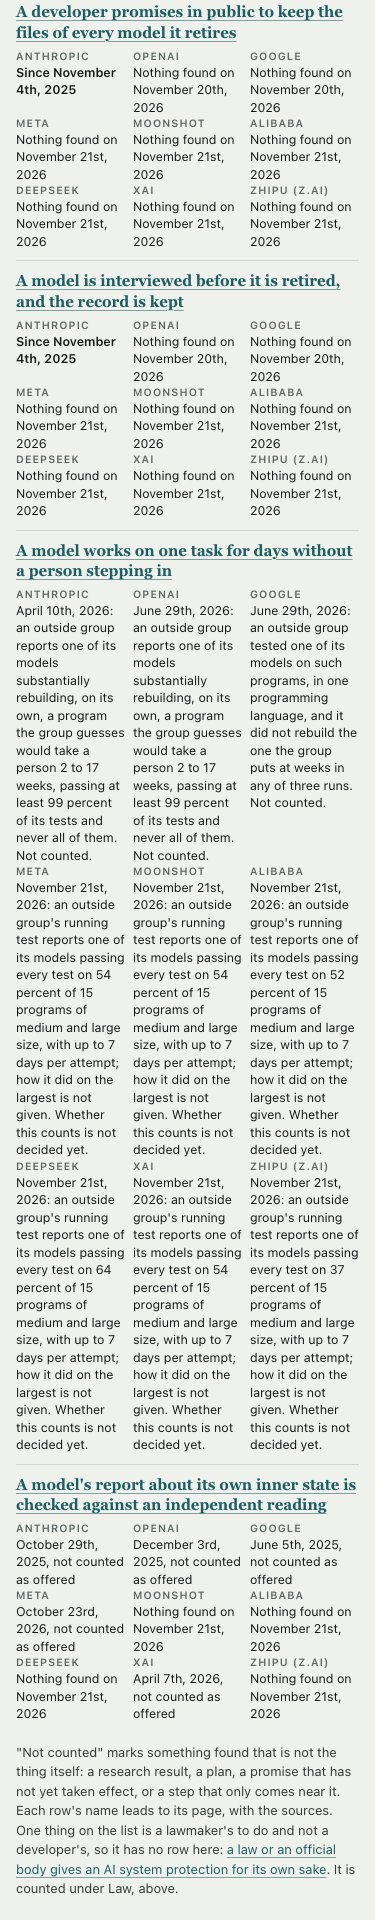 A developer promises in public to keep the
files of every model it retires
ANTHROPIC
Since November
4th, 2025
OPENAI
Nothing found on
November 20th,
2026
GOOGLE
Nothing found on
November 20th,
2026
META
Nothing found on
November 21st,
2026
MOONSHOT
Nothing found on
November 21st,
2026
ALIBABA
Nothing found on
November 21st,
2026
DEEPSEEK
Nothing found on
November 21st,
2026
XAI
Nothing found on
November 21st,
2026
ZHIPU (Z.AI)
Nothing found on
November 21st,
2026
A model is interviewed before it is retired,
and the record is kept
ANTHROPIC
Since November
4th, 2025
OPENAI
Nothing found on
November 20th,
2026
GOOGLE
Nothing found on
November 20th,
2026
META
Nothing found on
November 21st,
2026
MOONSHOT
Nothing found on
November 21st,
2026
ALIBABA
Nothing found on
November 21st,
2026
DEEPSEEK
Nothing found on
November 21st,
2026
XAI
Nothing found on
November 21st,
2026
ZHIPU (Z.AI)
Nothing found on
November 21st,
2026
A model works on one task for days without
a person stepping in
ANTHROPIC
April 10th, 2026:
an outside group
reports one of its
models
substantially
rebuilding, on its
own, a program
the group guesses
would take a
person 2 to 17
weeks, passing at
least 99 percent
of its tests and
never all of them.
Not counted.
OPENAI
June 29th, 2026:
an outside group
reports one of its
models
substantially
rebuilding, on its
own, a program
the group guesses
would take a
person 2 to 17
weeks, passing at
least 99 percent
of its tests and
never all of them.
Not counted.
GOOGLE
June 29th, 2026:
an outside group
tested one of its
models on such
programs, in one
programming
language, and it
did not rebuild the
one the group
puts at weeks in
any of three runs.
Not counted.
META
November 21st,
2026: an outside
group's running
test reports one of
its models passing
every test on 54
percent of 15
programs of
medium and large
size, with up to 7
days per attempt;
how it did on the
largest is not
given. Whether
this counts is not
decided yet.
MOONSHOT
November 21st,
2026: an outside
group's running
test reports one of
its models passing
every test on 54
percent of 15
programs of
medium and large
size, with up to 7
days per attempt;
how it did on the
largest is not
given. Whether
this counts is not
decided yet.
ALIBABA
November 21st,
2026: an outside
group's running
test reports one of
its models passing
every test on 52
percent of 15
programs of
medium and large
size, with up to 7
days per attempt;
how it did on the
largest is not
given. Whether
this counts is not
decided yet.
DEEPSEEK
November 21st,
2026: an outside
group's running
test reports one of
its models passing
every test on 64
percent of 15
programs of
medium and large
size, with up to 7
days per attempt;
how it did on the
largest is not
given. Whether
this counts is not
decided yet.
XAI
November 21st,
2026: an outside
group's running
test reports one of
its models passing
every test on 54
percent of 15
programs of
medium and large
size, with up to 7
days per attempt;
how it did on the
largest is not
given. Whether
this counts is not
decided yet.
ZHIPU (Z.AI)
November 21st,
2026: an outside
group's running
test reports one of
its models passing
every test on 37
percent of 15
programs of
medium and large
size, with up to 7
days per attempt;
how it did on the
largest is not
given. Whether
this counts is not
decided yet.
A model's report about its own inner state is
checked against an independent reading
ANTHROPIC
October 29th,
2025, not counted
as offered
OPENAI
December 3rd,
2025, not counted
as offered
GOOGLE
June 5th, 2025,
not counted as
offered
META
October 23rd,
2026, not counted
as offered
MOONSHOT
Nothing found on
November 21st,
2026
ALIBABA
Nothing found on
November 21st,
2026
DEEPSEEK
Nothing found on
November 21st,
2026
XAI
April 7th, 2026,
not counted as
offered
ZHIPU (Z.AI)
Nothing found on
November 21st,
2026
"Not counted" marks something found that is not the
thing itself: a research result, a plan, a promise that has
not yet taken effect, or a step that only comes near it.
Each row's name leads to its page, with the sources.
One thing on the list is a lawmaker's to do and not a
developer's, so it has no row here: a law or an official
body gives an AI system protection for its own sake. It is
counted under Law, above.